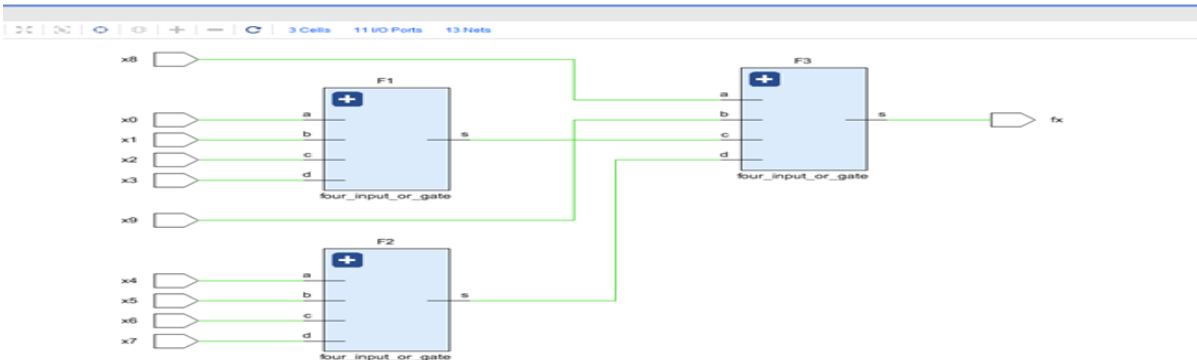 3 Cells 11 I/O Ports 13 Nets
x8
F3
F1
a
x0 a b fx
s
x1 b s c
x2 c d
x3 d
four_input_or_gate
four_input_or_gate
x9
F2
x4 a
x5 b s
x6 c
x7 d
four_input_or_gate